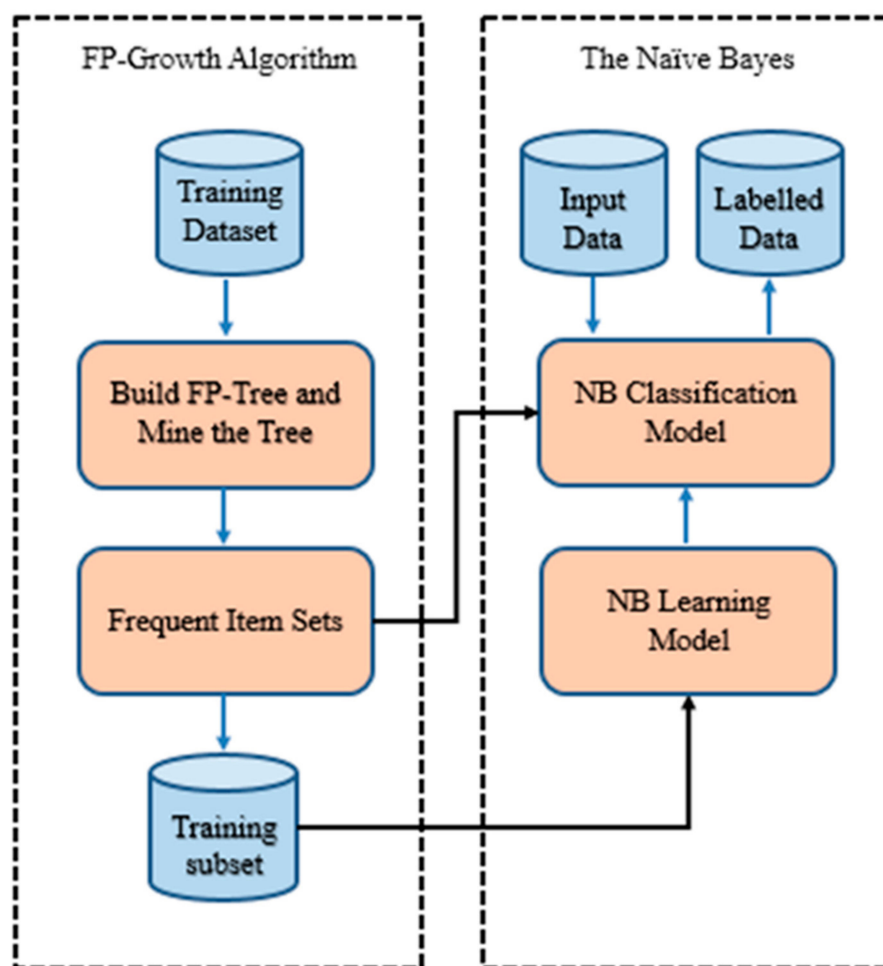 FP-Growth Algorithm
Training
Dataset
Build FP-Tree and
Mine the Tree
Frequent Item Sets
Training
subset
The Naïve Bayes
Input
Data
Labelled
Data
NB Classification
Model
NB Learning
Model